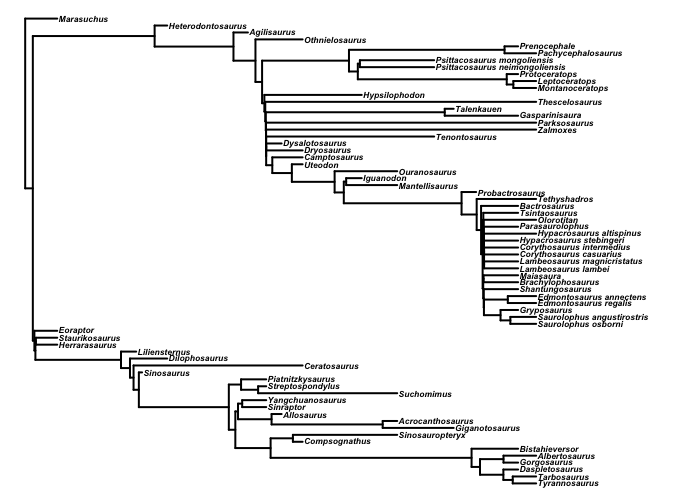 Marasuchus
Heterodontosaurus
Agilisaurus
Othnielosaurus
Prenocephale
Pachycephalosaurus
Psittacosaurus mongoliensis
Psittacosaurus neimongoliensis
Protoceratops
Leptoceratops
Montanoceratops
Hypsilophodon
Thescelosaurus
Talenkauen
Gasparinisaura
Parksosaurus
Zalmoxes
Tenontosaurus
Dysalotosaurus
Dryosaurus
Camptosaurus
Uteodon
Ouranosaurus
Iguanodon
Mantellisaurus
Probactrosaurus
Tethyshadros
Bactrosaurus
Tsintaosaurus
Olorotitan
Parasaurolophus
Hypacrosaurus altispinus
Hypacrosaurus stebingeri
Corythosaurus intermedius
Corythosaurus casuarius
Lambeosaurus magnicristatus
Lambeosaurus lambei
Maiasaura
Brachylophosaurus
Shantungosaurus
Edmontosaurus annectens
Edmontosaurus regalis
Gryposaurus
Saurolophus angustirostris
Saurolophus osborni
Eoraptor
Staurikosaurus
Herrarasaurus
Liliensternus
Dilophosaurus
Ceratosaurus
Sinosaurus
Piatnitzkysaurus
Streptospondylus
Suchomimus
Yangchuanosaurus
Sinraptor
Allosaurus
Acrocanthosaurus
Giganotosaurus
Sinosauropteryx
Compsognathus
Bistahieversor
Albertosaurus
Gorgosaurus
Daspletosaurus
Tarbosaurus
Tyrannosaurus